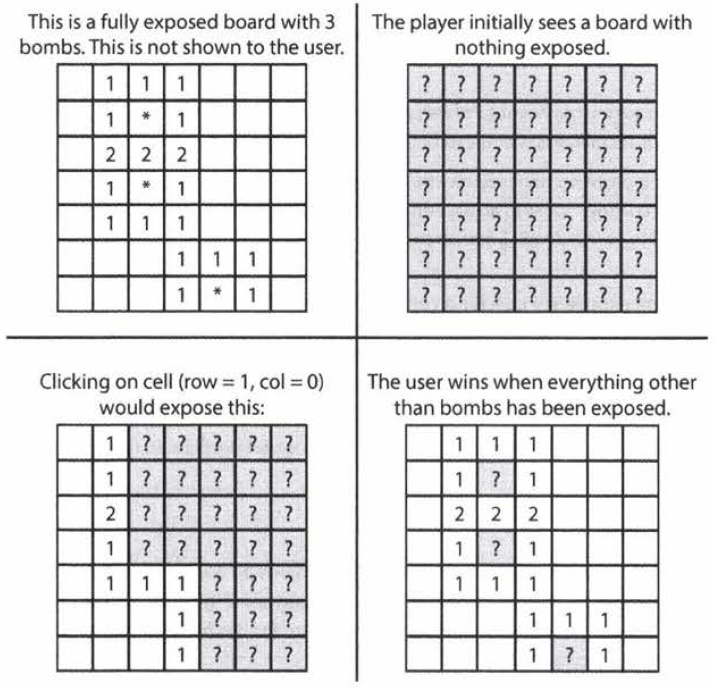 This is a fully exposed board with 3
bombs. This is not shown to the user.
1 1 1
1 * 1
2 2 2
1 * 1
1 1 1
1 1 1
1 * 1
The player initially sees a board with
nothing exposed.
? ? ? ? ? ? ?
? ? ? ? ? ? ?
? ? ? ? ? ? ?
? ? ? ? ? ? ?
? ? ? ? ? ? ?
? ? ? ? ? ? ?
? ? ? ? ? ? ?
Clicking on cell (row = 1, col = 0)
would expose this:
1 ? ? ? ? ?
1 ? ? ? ? ?
2 ? ? ? ? ?
1 ? ? ? ? ?
1 1 1 ? ? ?
1 ? ? ?
1 ? ? ?
The user wins when everything other
than bombs has been exposed.
1 1 1
1 ? 1
2 2 2
1 ? 1
1 1 1
1 1 1
1 ? 1